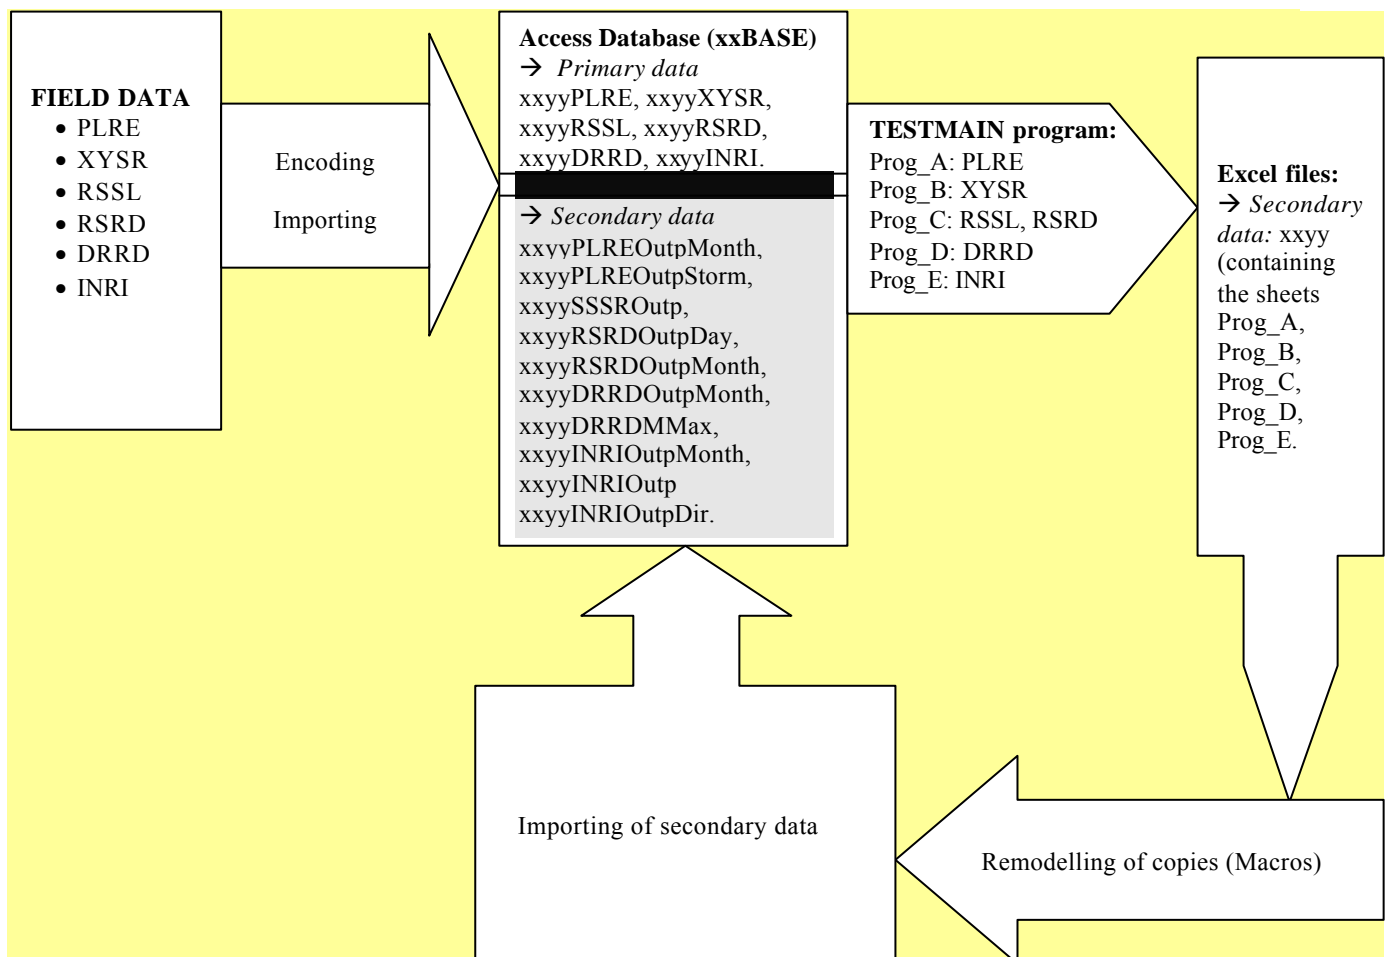 FIELD DATA
• PLRE
• XYSR
• RSSL
• RSRD
• DRRD
• INRI
Encoding
Importing
Access Database (xxBASE)
→ Primary data
xxyyPLRE, xxyyXYSR,
xxyyRSSL, xxyyRSRD,
xxyyDRRD, xxyyINRI.
→ Secondary data
xxyyPLREOutpMonth,
xxyyPLREOutpStorm,
xxyySSSROutp,
xxyyRSRDOutpDay,
xxyyRSRDOutpMonth,
xxyyDRRDOutpMonth,
xxyyDRRDMMax,
xxyyINRIOutpMonth,
xxyyINRIOutp
xxyyINRIOutpDir.
TESTMAIN program:
Prog_A: PLRE
Prog_B: XYSR
Prog_C: RSSL, RSRD
Prog_D: DRRD
Prog_E: INRI
Excel files:
→ Secondary
data: xxyy
(containing
the sheets
Prog_A,
Prog_B,
Prog_C,
Prog_D,
Prog_E.
Remodelling of copies (Macros)
Importing of secondary data